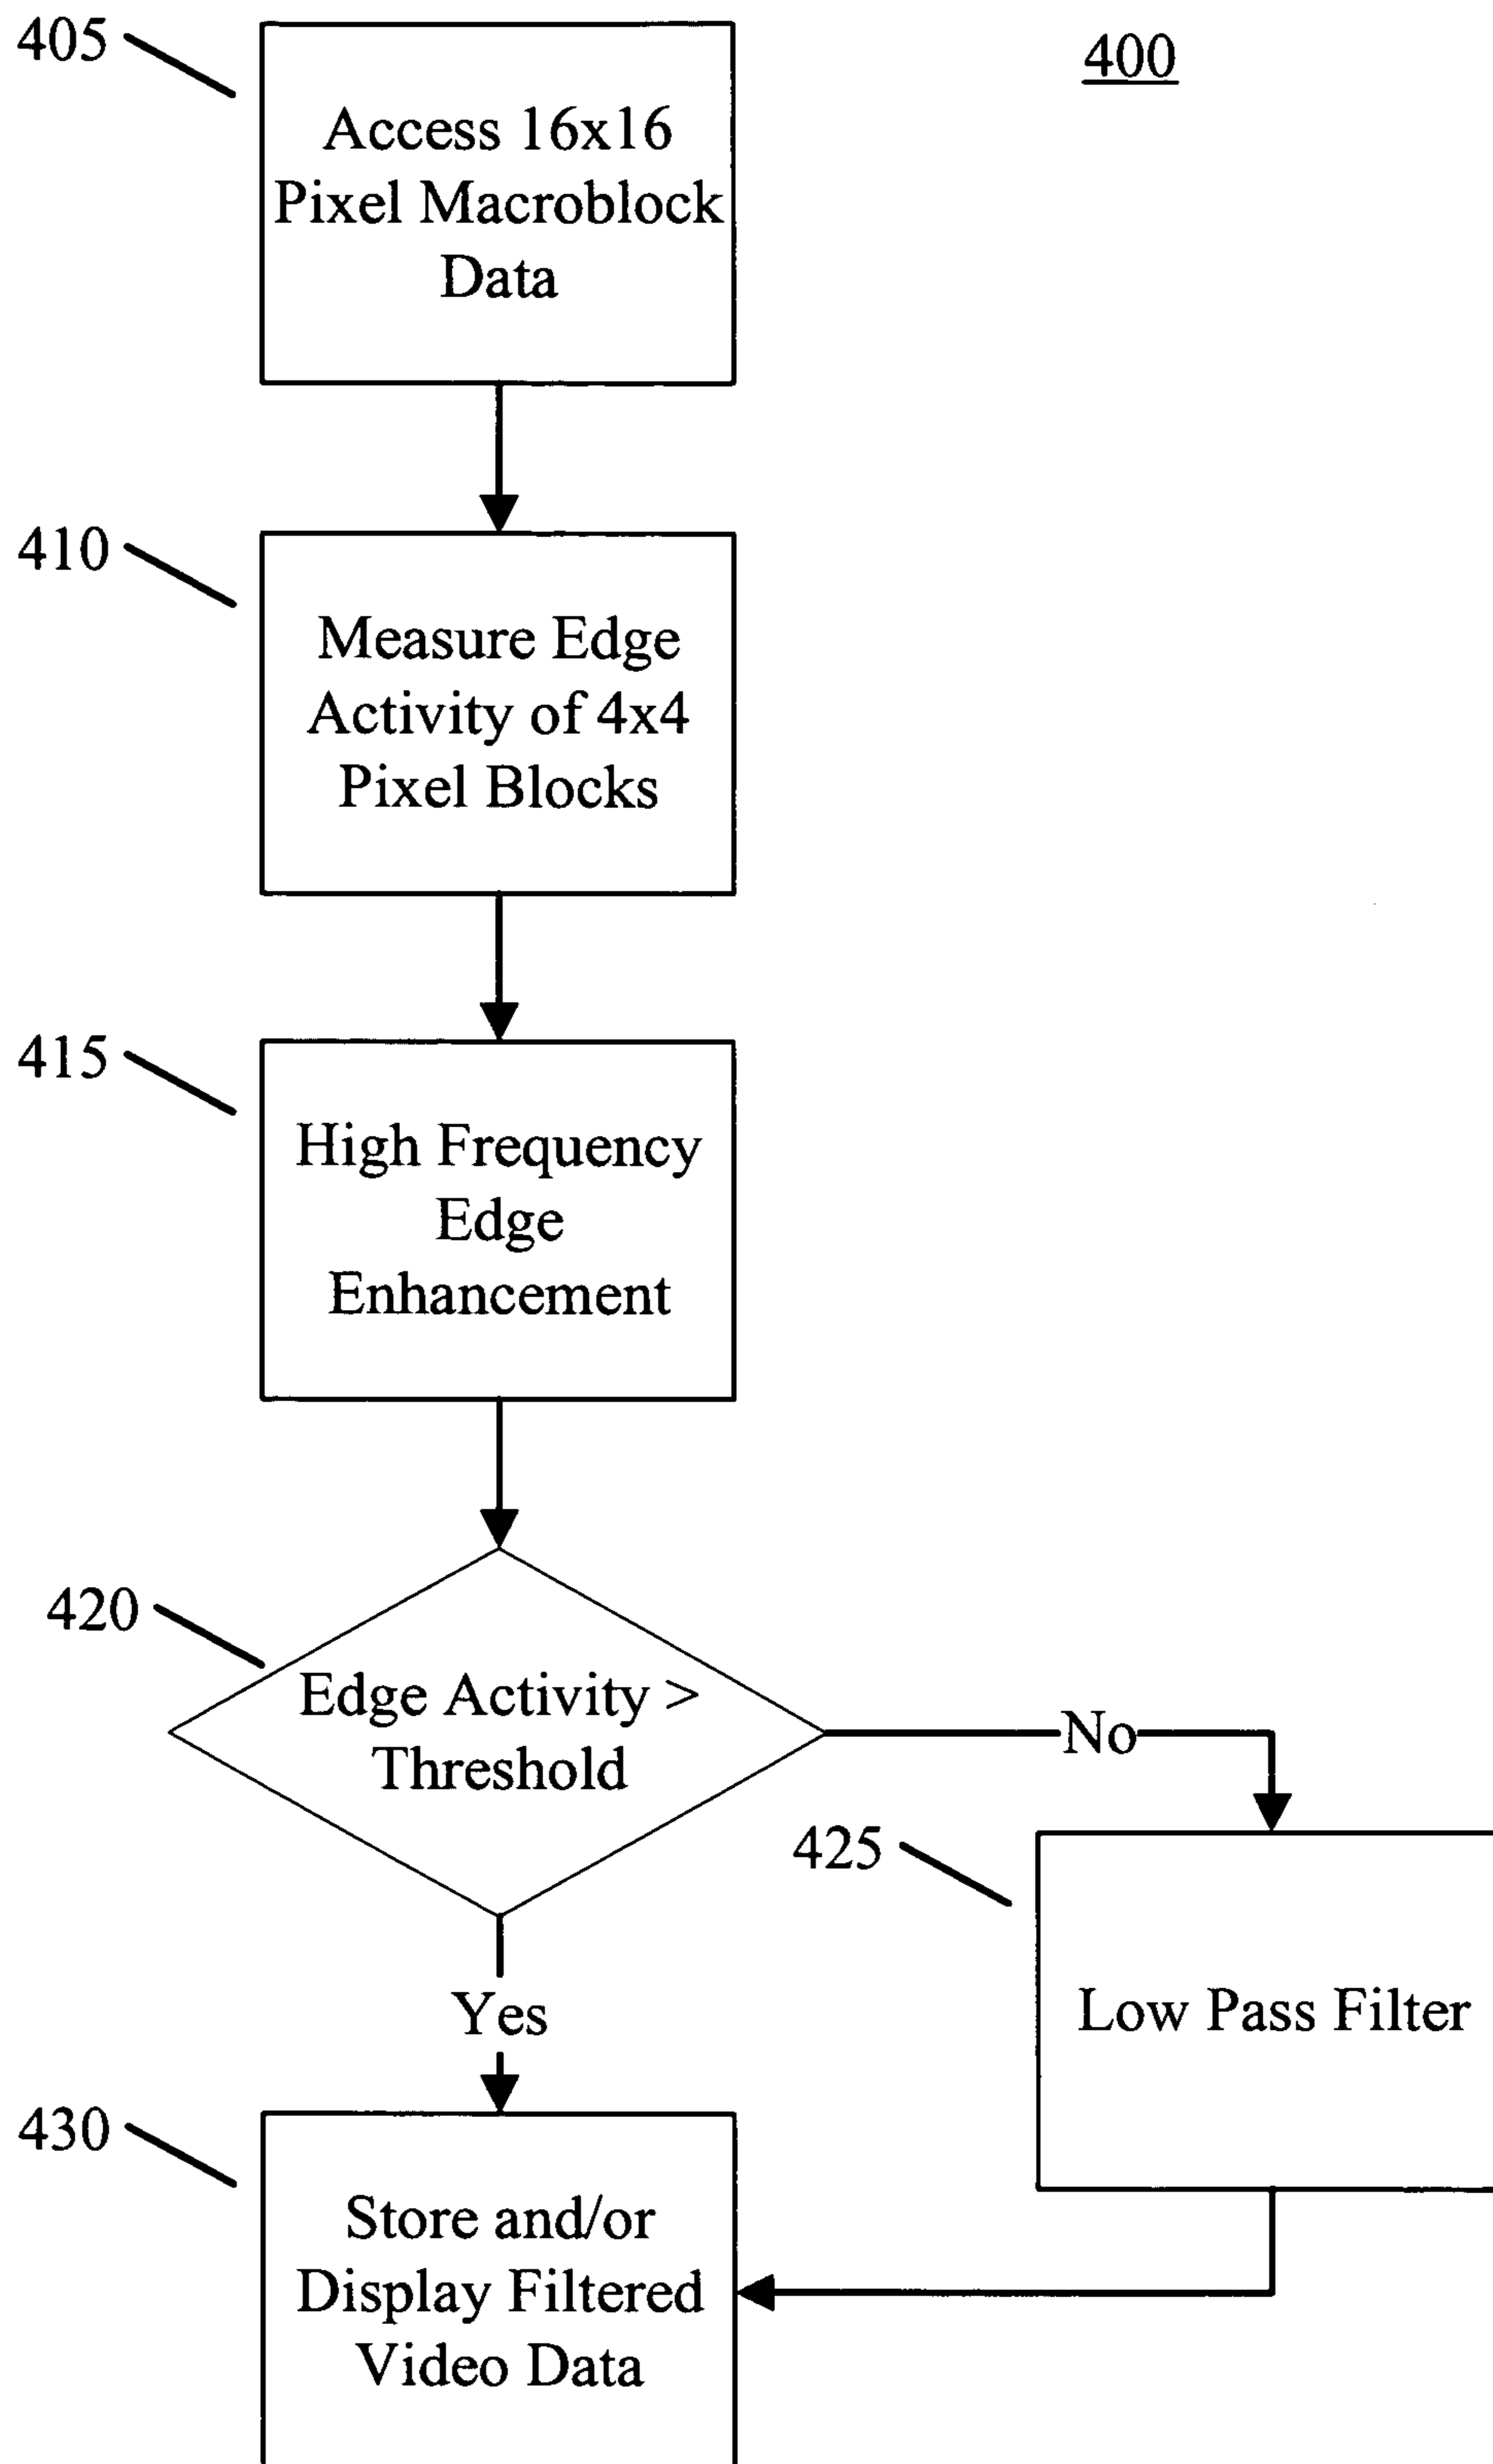 400
405
Access 16x16
Pixel Macroblock
Data
410
Measure Edge
Activity of 4x4
Pixel Blocks
415
High Frequency
Edge
Enhancement
420
Edge Activity >
Threshold
No
425
Low Pass Filter
Yes
430
Store and/or
Display Filtered
Video Data